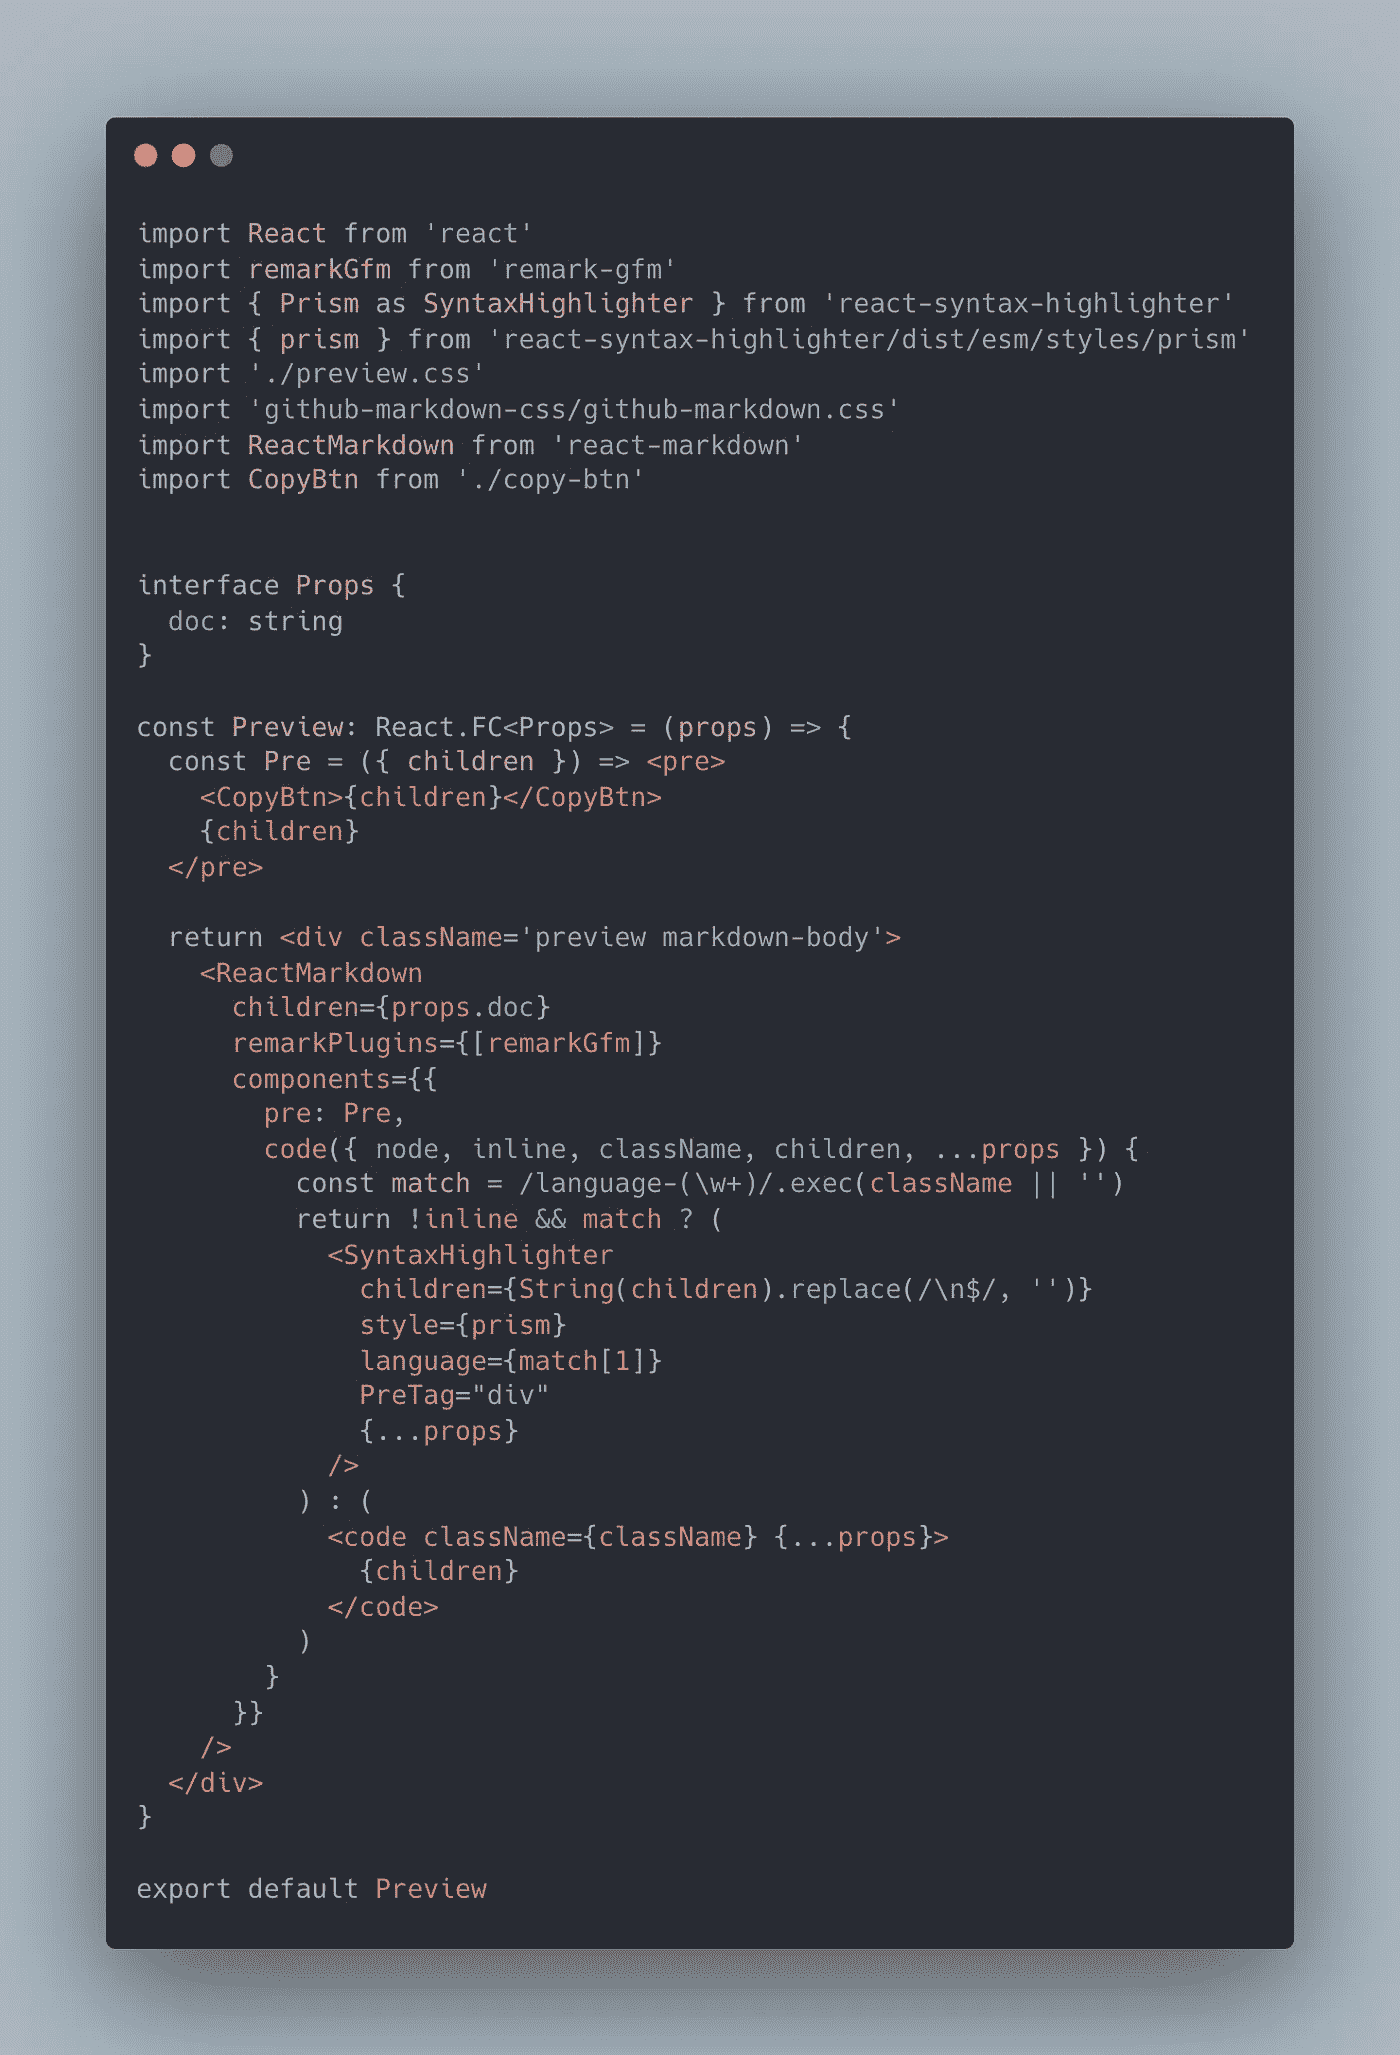 import React from 'react'
import remarkGfm from 'remark-gfm'
import { Prism as SyntaxHighlighter } from 'react-syntax-highlighter'
import { prism } from 'react-syntax-highlighter/dist/esm/styles/prism'
import './preview.css'
import 'github-markdown-css/github-markdown.css'
import ReactMarkdown from 'react-markdown'
import CopyBtn from './copy-btn'


interface Props {
  doc: string
}

const Preview: React.FC<Props> = (props) => {
  const Pre = ({ children }) => <pre>
    <CopyBtn>{children}</CopyBtn>
    {children}
  </pre>

  return <div className='preview markdown-body'>
    <ReactMarkdown
      children={props.doc}
      remarkPlugins={[remarkGfm]}
      components={{
        pre: Pre,
        code({ node, inline, className, children, ...props }) {
          const match = /language-(\w+)/.exec(className || '')
          return !inline && match ? (
            <SyntaxHighlighter
              children={String(children).replace(/\n$/, '')}
              style={prism}
              language={match[1]}
              PreTag="div"
              {...props}
            />
          ) : (
            <code className={className} {...props}>
              {children}
            </code>
          )
        }
      }}
    />
  </div>
}

export default Preview